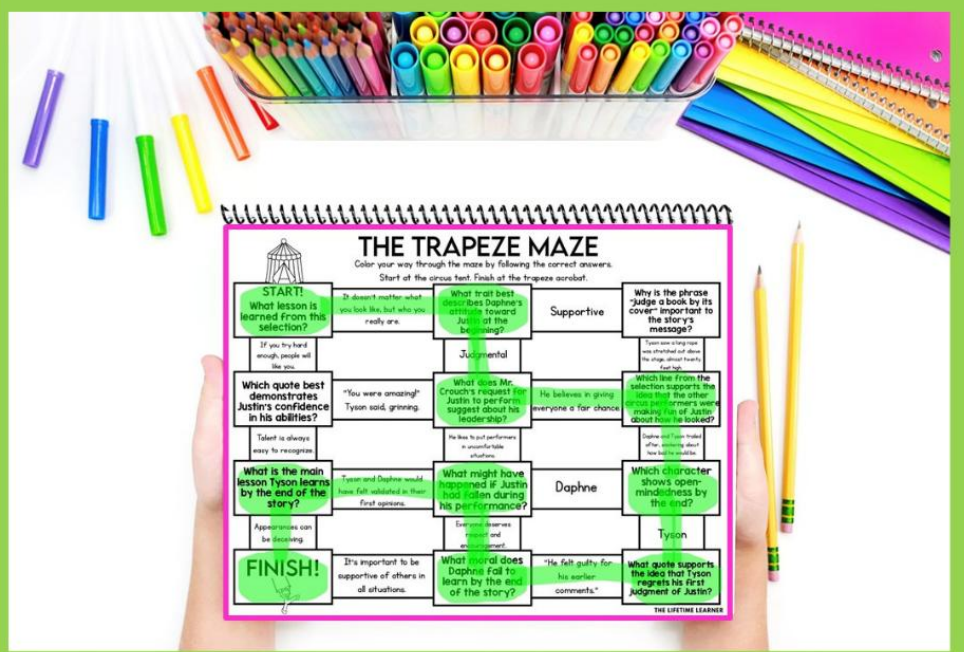 THE TRAPEZE MAZE
Color your way through the maze by following the correct answers.
Start at the circus tent. Finish at the trapeze acrobat.
START!
What lesson is
learned from this
selection?
It doesn't matter what
you look like, but who you
really are.
What trait best
describes Daphne's
attitude toward
Justin at the
beginning?
Supportive
Why is the phrase
"judge a book by its
cover" important to
the story's
message?
If you try hard
enough, people will
like you.
Judgmental
Tyson saw a long rope
was stretched out above
the stage, almost twenty
feet high.
Which quote best
demonstrates
Justin's confidence
in his abilities?
"You were amazing!"
Tyson said, grinning.
What does Mr.
Crouch's request for
Justin to perform
suggest about his
leadership?
He believes in giving
everyone a fair chance.
Which line from the
selection supports the
idea that the other
circus performers were
making fun of Justin
about how he looked?
Talent is always
easy to recognize.
He likes to put performers
in uncomfortable
situations.
Daphne and Tyson trailed
after, snickering about
how bad he would be.
What is the main
lesson Tyson learns
by the end of the
story?
Tyson and Daphne would
have felt validated in their
first opinions.
What might have
happened if Justin
had fallen during
his performance?
Daphne
Which character
shows open-
mindedness by
the end?
Appearances can
be deceiving.
Everyone deserves
respect and
encouragement.
Tyson
FINISH!
It's important to be
supportive of others in
all situations.
What moral does
Daphne fail to
learn by the end
of the story?
"He felt guilty for
his earlier
comments."
What quote supports
the idea that Tyson
regrets his first
judgment of Justin?
THE LIFETIME LEARNER